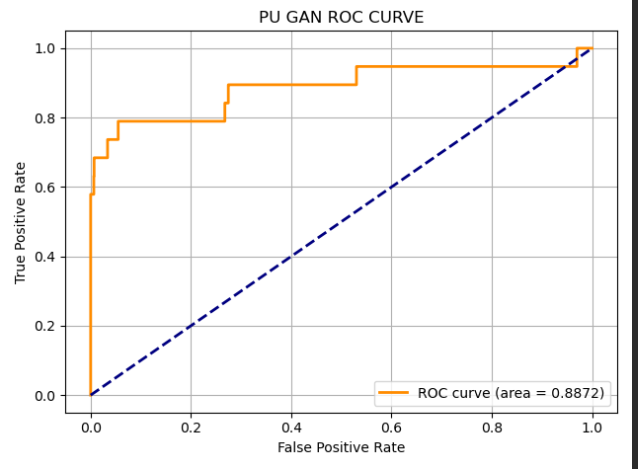 PU GAN ROC CURVE
1.0
0.8
0.6
0.4
0.2
0.0
True Positive Rate
ROC curve (area = 0.8872)
0.0 0.2 0.4 0.6 0.8 1.0
False Positive Rate